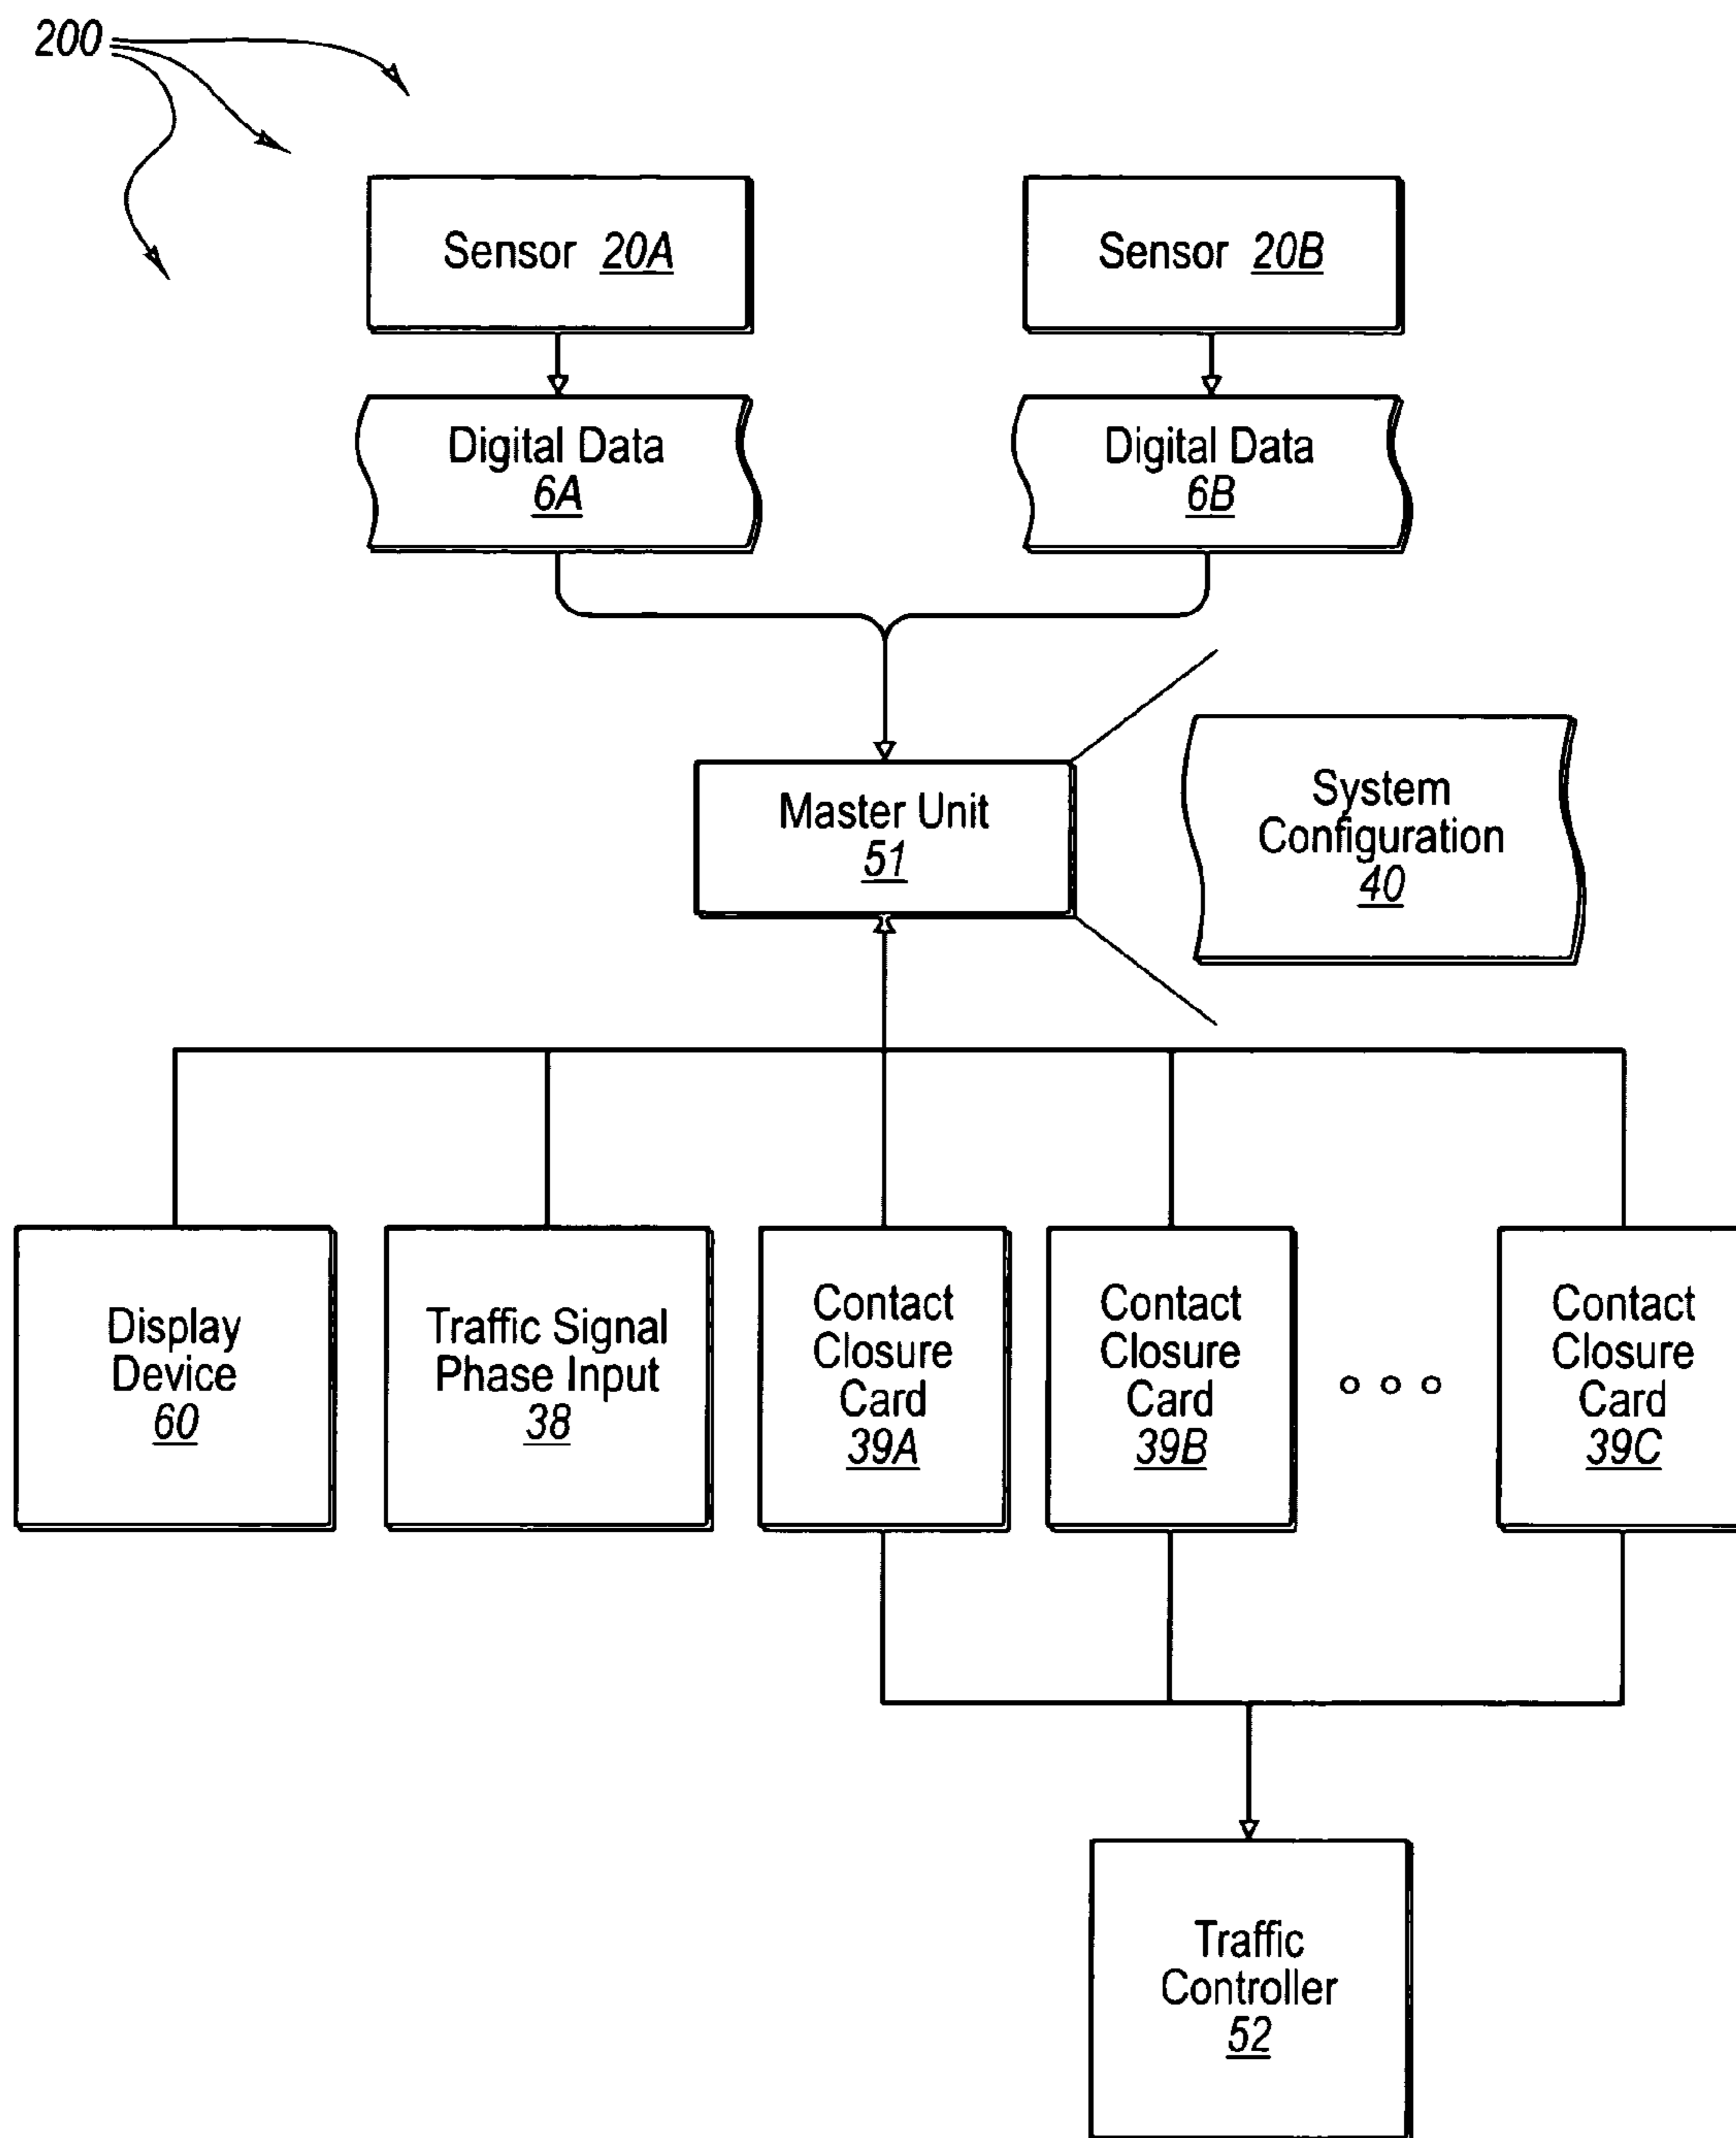 200
Sensor 20A
Sensor 20B
Digital Data
6A
Digital Data
6B
Master Unit
51
System
Configuration
40
Display
Device
60
Traffic Signal
Phase Input
38
Contact
Closure
Card
39A
Contact
Closure
Card
39B
Contact
Closure
Card
39C
Traffic
Controller
52